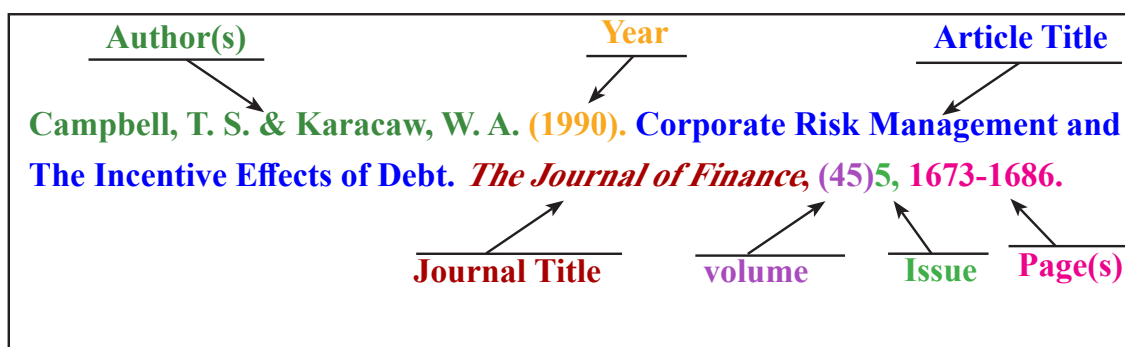 Author(s) Year Article Title
Campbell, T. S. & Karacaw, W. A. (1990). Corporate Risk Management and
The Incentive Effects of Debt. The Journal of Finance, (45)5, 1673-1686.
Journal Title volume Issue Page(s)